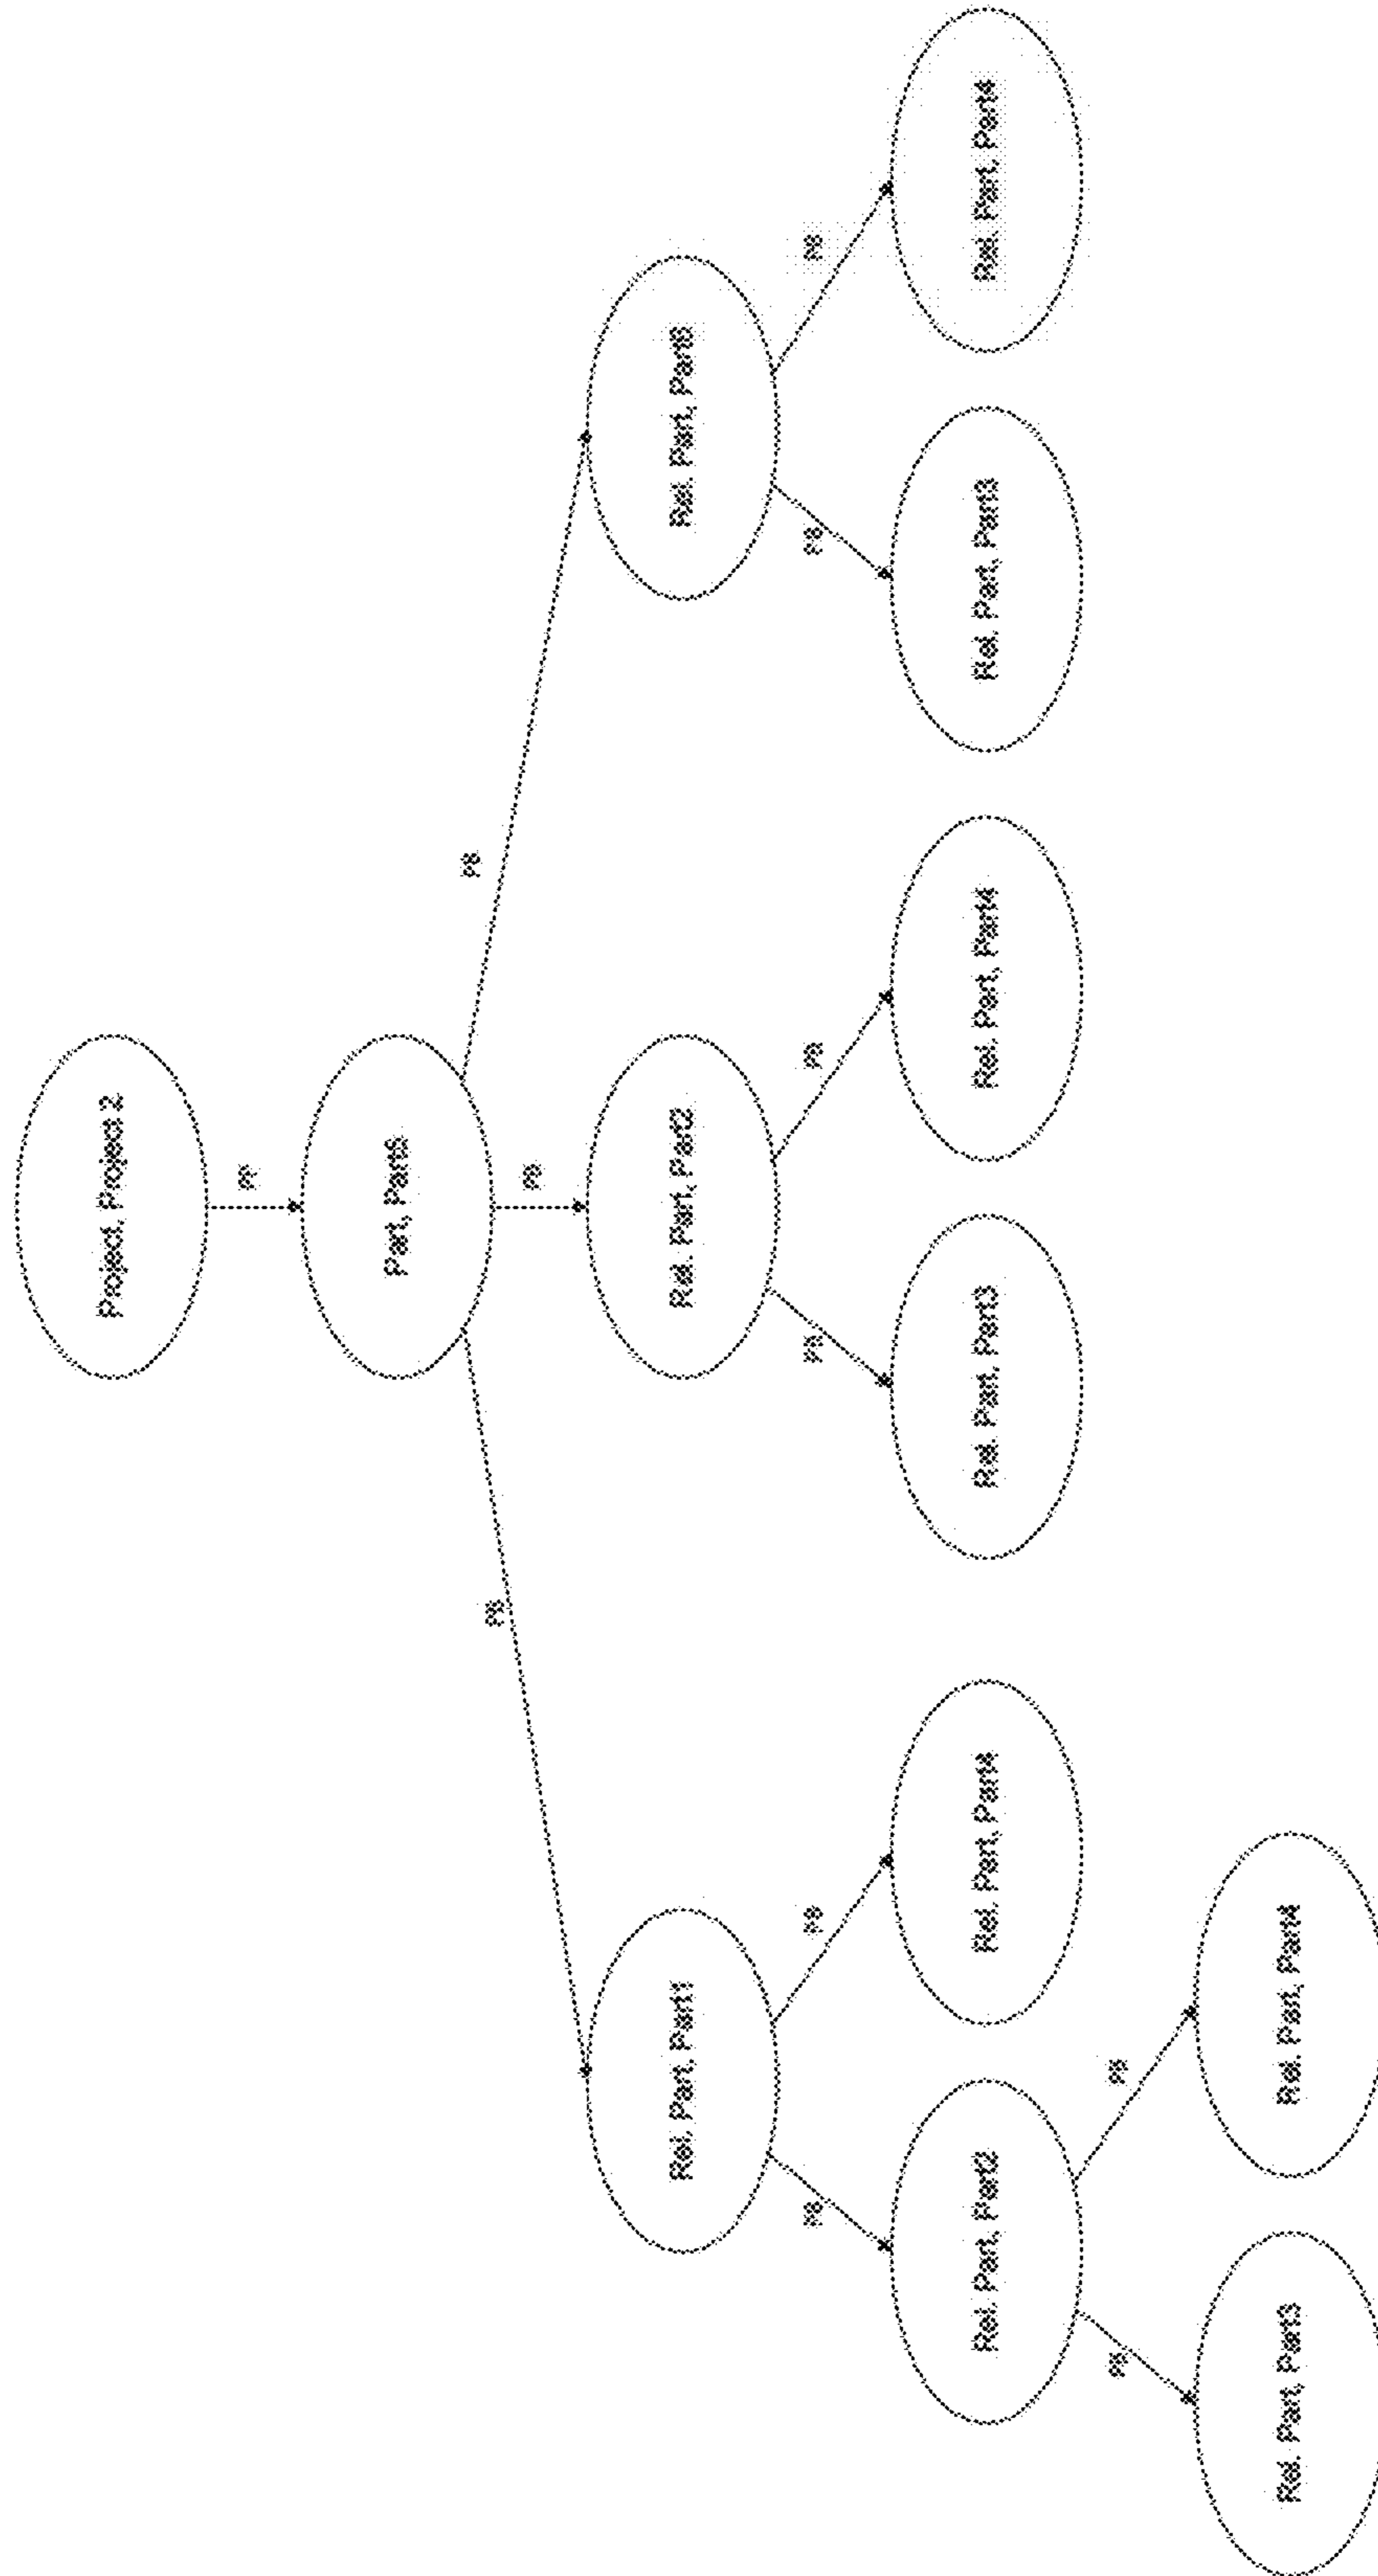 Project, Project 2
PP
Part, Part5
Rel. Part, Part1
Rel. Part, Part2
Rel. Part, Part6
Rel. Part, Part2
Rel. Part, Part4
Rel. Part, Part3
Rel. Part, Part4
Rel. Part, Part3
Rel. Part, Part4
Rel. Part, Part3
Rel. Part, Part4